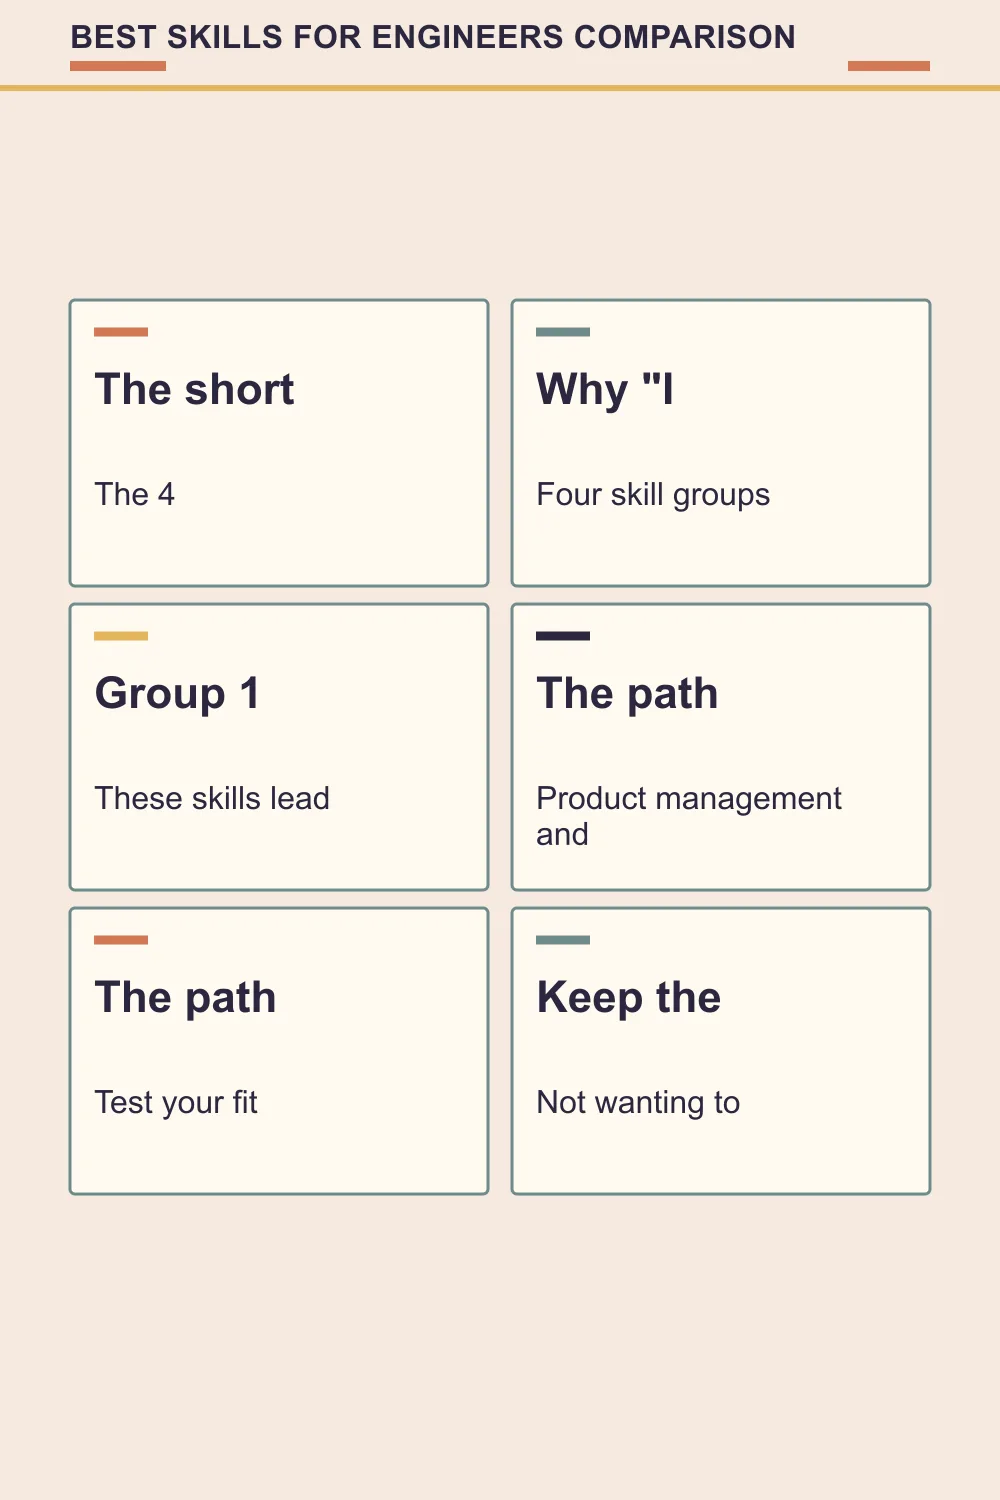 BEST SKILLS FOR ENGINEERS COMPARISON
The short
The 4
Why "I
Four skill groups
Group 1
These skills lead
The path
Product management
and
The path
Test your fit
Keep the
Not wanting to